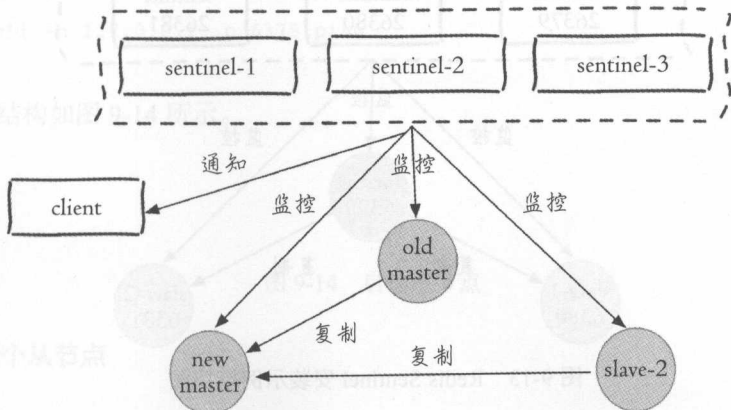 sentinel-1
sentinel-2
sentinel-3
通知
监控
client
监控
监控
old
master
复制
复制
new
master
slave-2